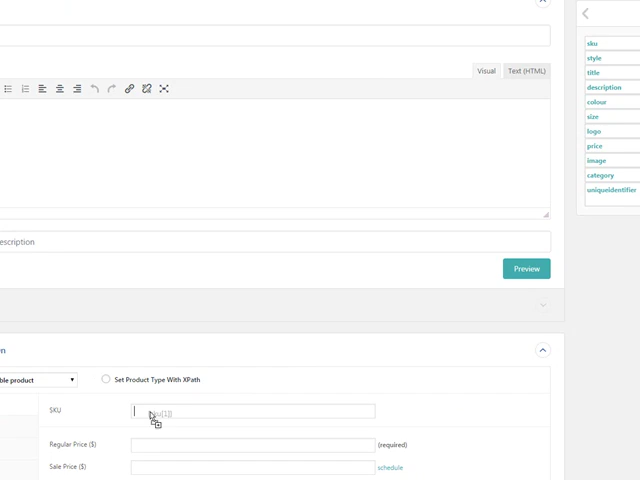 Visual Text (HTML)
sku
style
title
description
colour
size
logo
price
image
category
uniqueidentifier
escription
Preview
en
ble product
Set Product Type With XPath
SKU
Regular Price ($)
(required)
Sale Price ($)
schedule